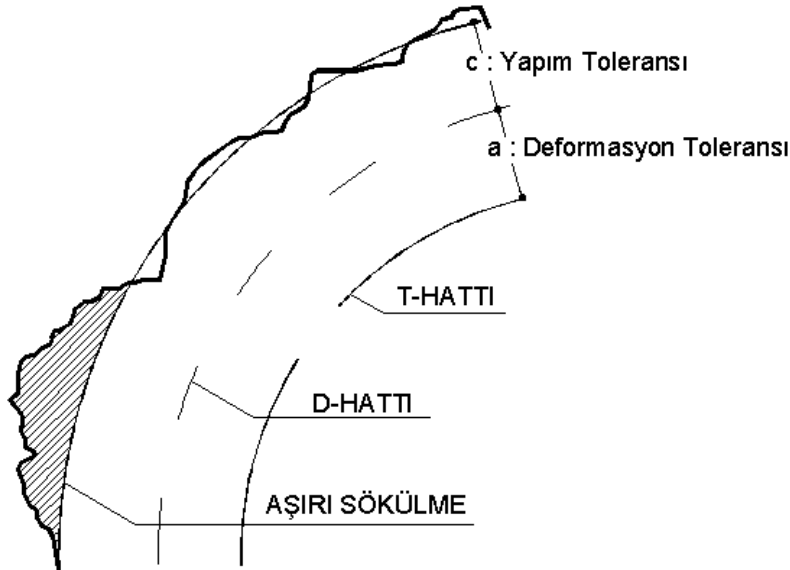 c : Yapım Toleransı
a : Deformasyon Toleransı
T-HATTI
D-HATTI
AŞIRI SÖKÜLME